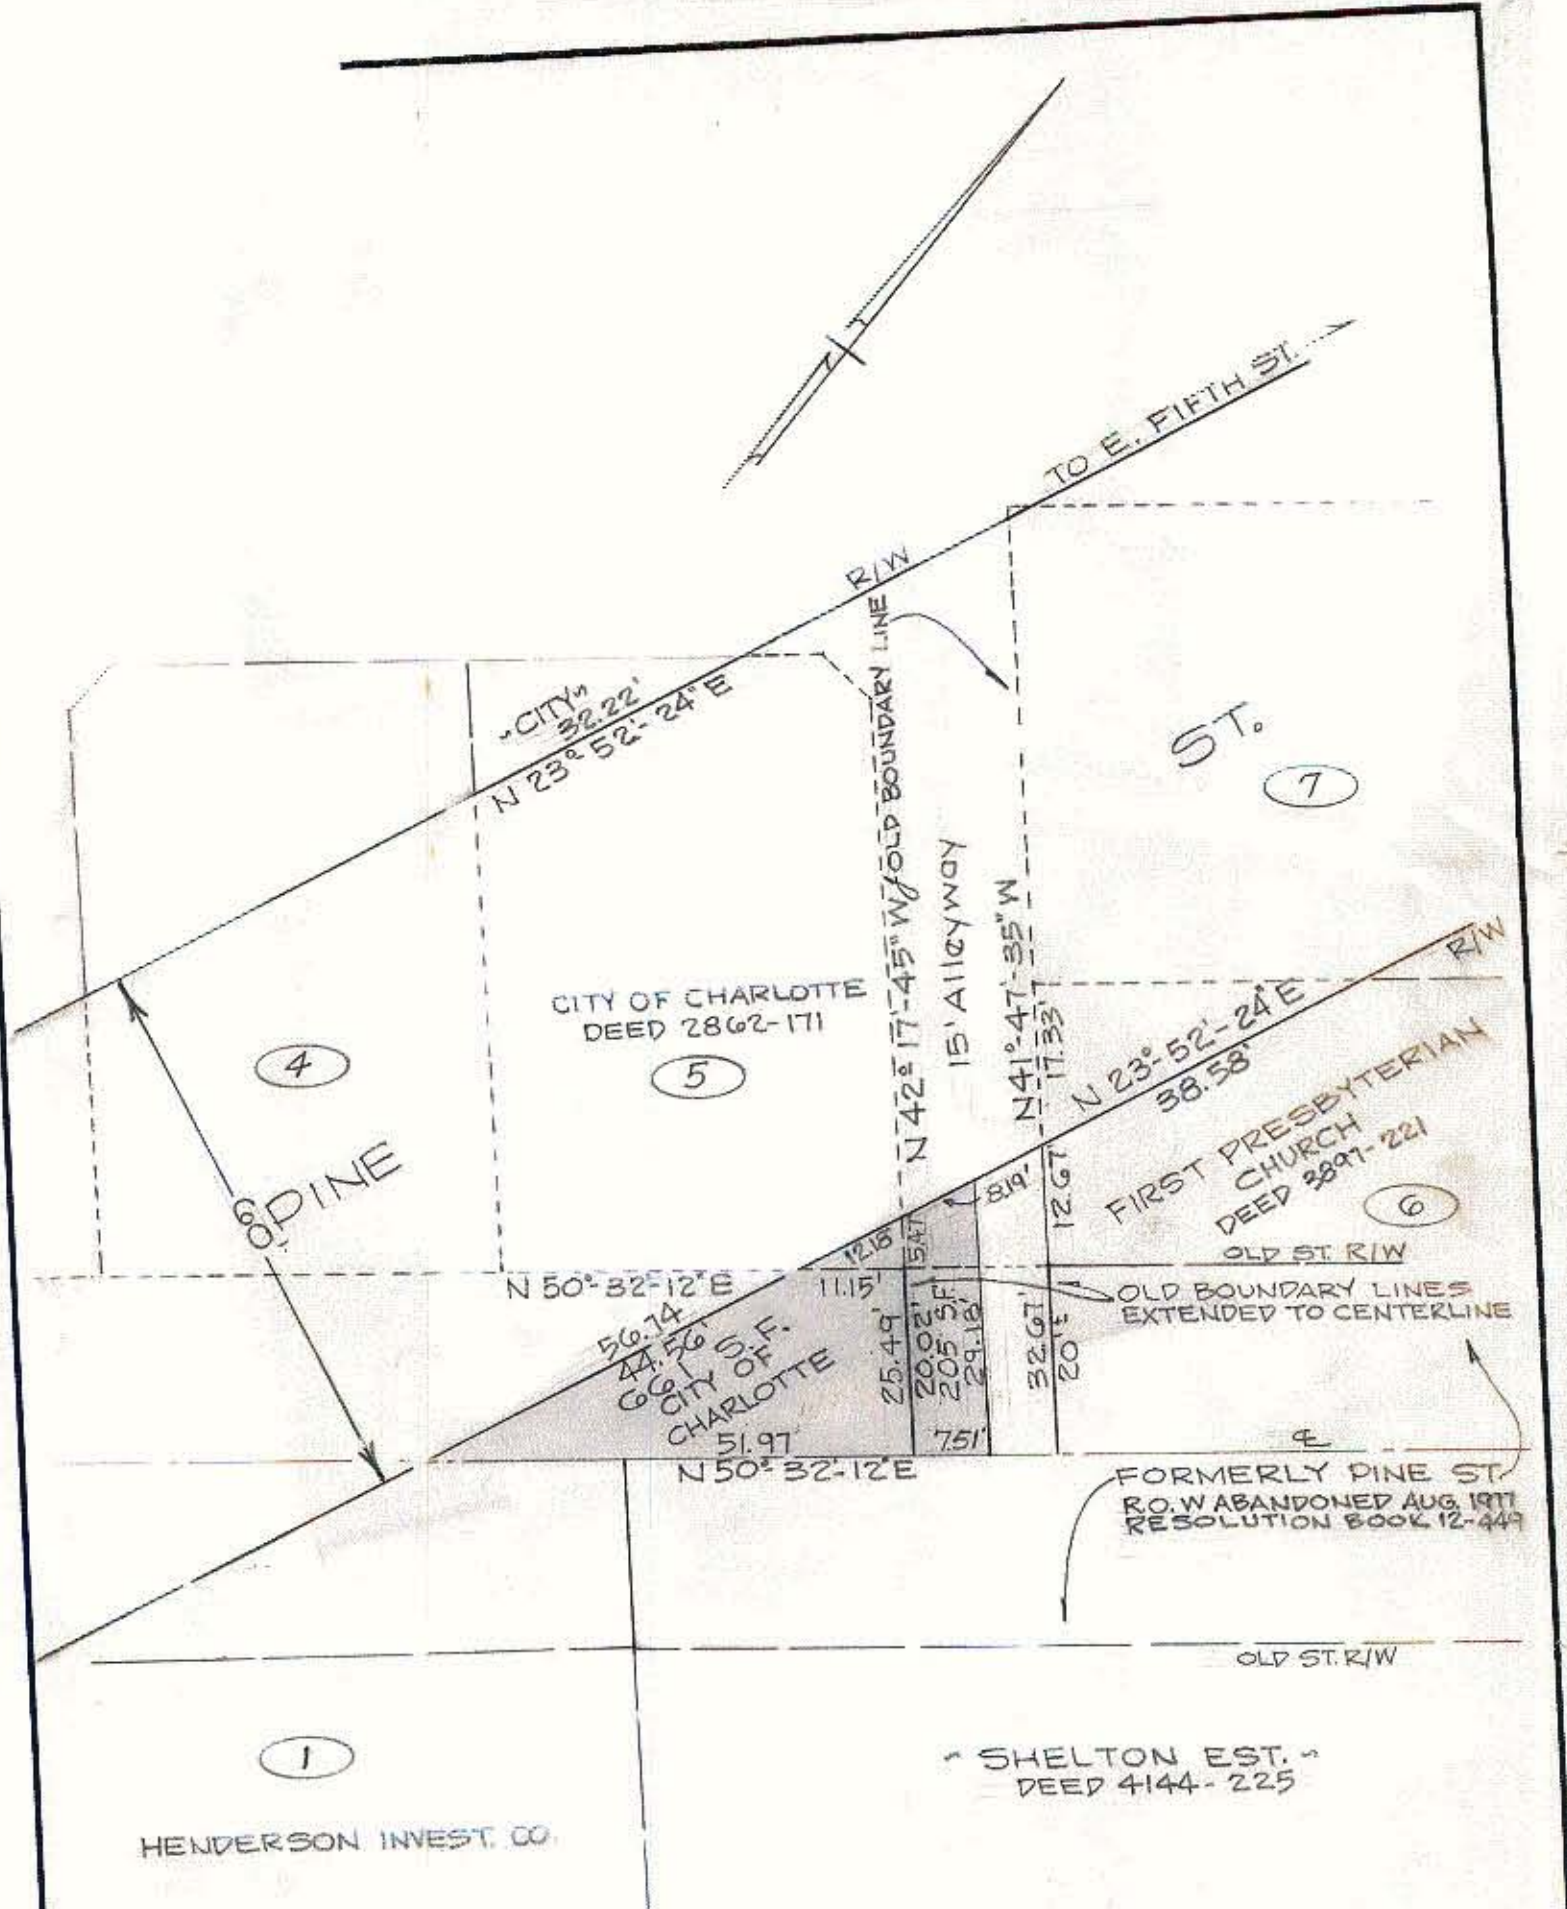 TO E. FIFTH ST.
R/W
~CITY~
32.22'
N 23°-52'-24" E
OLD BOUNDARY LINE
N 42°-17'-45" W
15' Alleyway
N 41°-47'-35" W
17.33'
ST.
7
CITY OF CHARLOTTE
DEED 2862-171
5
4
60'
PINE
N 23°-52'-24" E
38.58'
R/W
FIRST PRESBYTERIAN
CHURCH
DEED 3897-221
6
OLD ST. R/W
8.19'
12.67'
12.18'
5.47'
N 50°-32'-12" E
11.15'
OLD BOUNDARY LINES
EXTENDED TO CENTERLINE
56.74
44.56'
661 S.F.
CITY OF
CHARLOTTE
25.49'
20.02'
205 S.F.
29.18'
32.67'
20'±
51.97'
7.51'
N 50°-32'-12" E
℄
FORMERLY PINE ST.
R.O.W ABANDONED AUG. 1977
RESOLUTION BOOK 12-449
OLD ST. R/W
1
~ SHELTON EST. ~
DEED 4144-225
HENDERSON INVEST. CO.